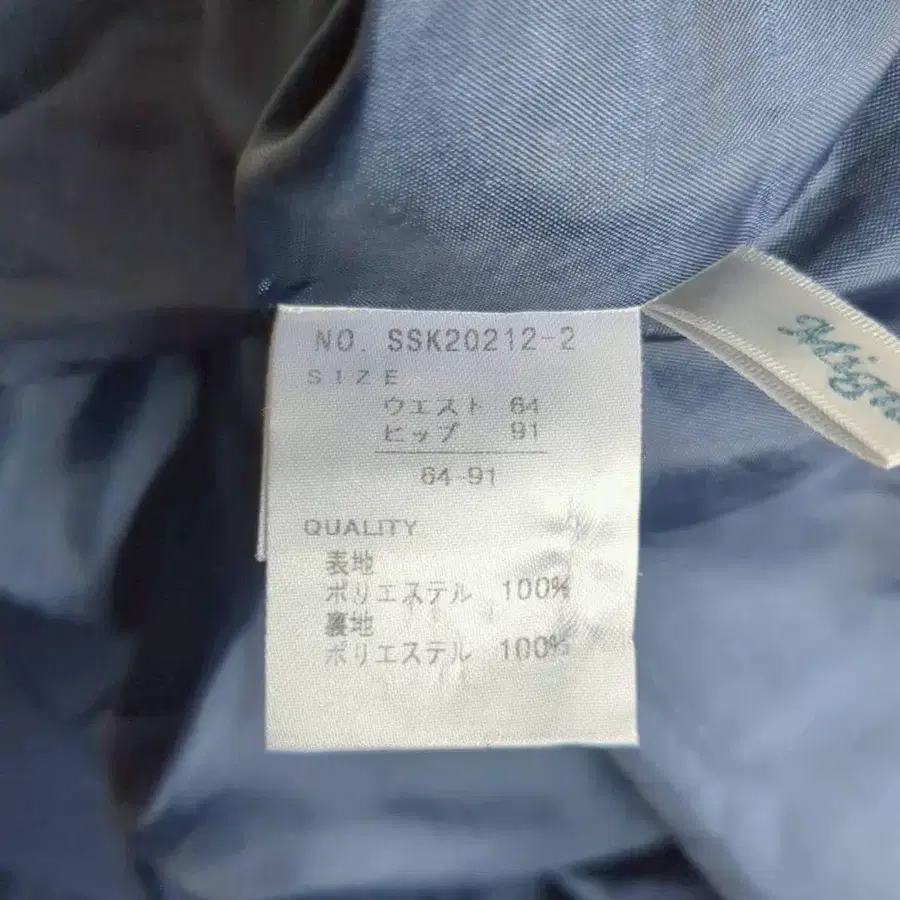 NO. SSK20212-2
SIZE
ウエスト 64
ヒップ 91
64-91
QUALITY
表地
ポリエステル 100%
裏地
ポリエステル 100%